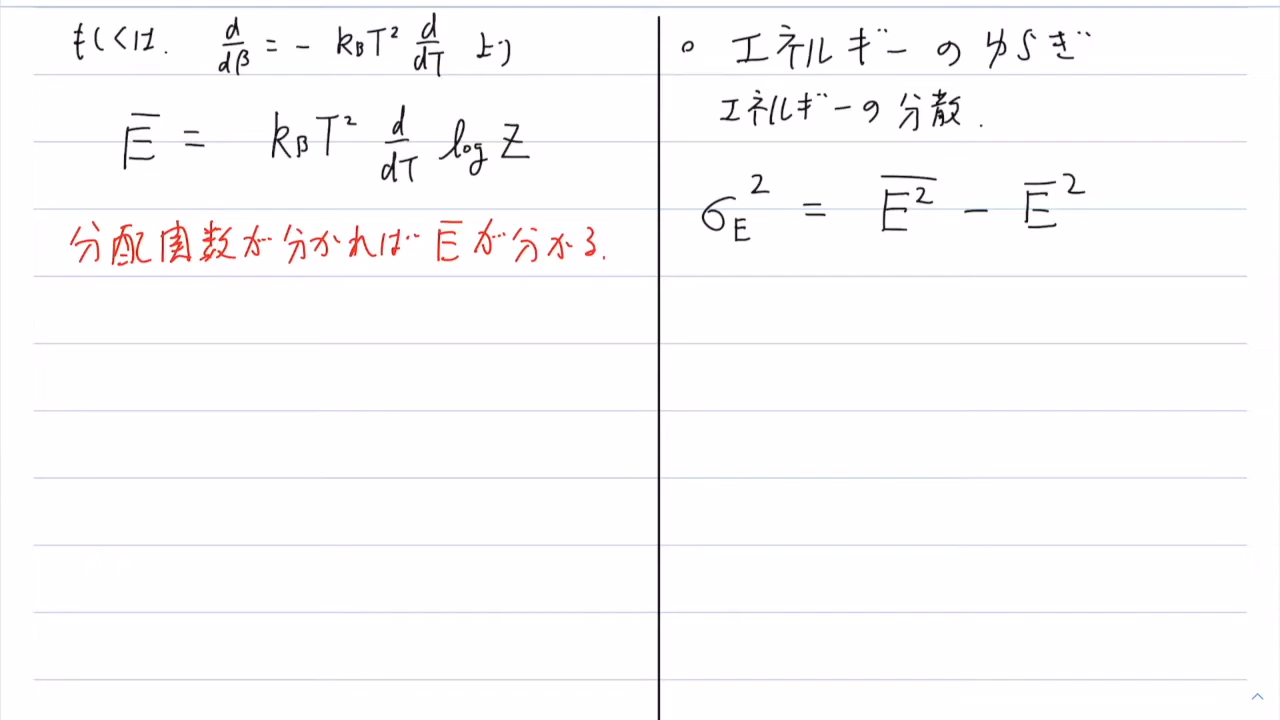 もしくは. d/dβ = - k_B T² d/dT より
E̅ = k_B T² d/dT log Z
分配関数が分かれば E̅ が分かる.
○ エネルギーのゆらぎ
エネルギーの分散.
σ_E² = \overline{E²} - E̅²